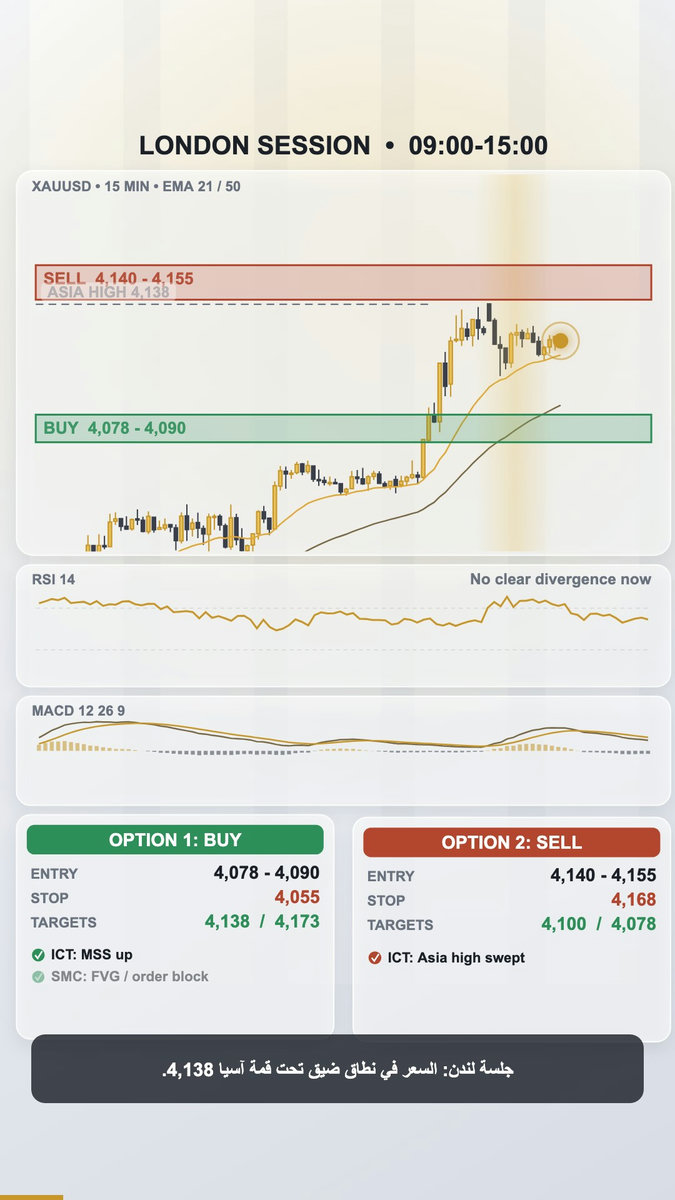 LONDON SESSION • 09:00-15:00
XAUUSD • 15 MIN • EMA 21 / 50
SELL 4,140 - 4,155
ASIA HIGH 4,138
BUY 4,078 - 4,090
RSI 14
No clear divergence now
MACD 12 26 9
OPTION 1: BUY
ENTRY 4,078 - 4,090
STOP 4,055
TARGETS 4,138 / 4,173
ICT: MSS up
SMC: FVG / order block
OPTION 2: SELL
ENTRY 4,140 - 4,155
STOP 4,168
TARGETS 4,100 / 4,078
ICT: Asia high swept
جلسة لندن: السعر في نطاق ضيق تحت قمة آسيا 4,138.